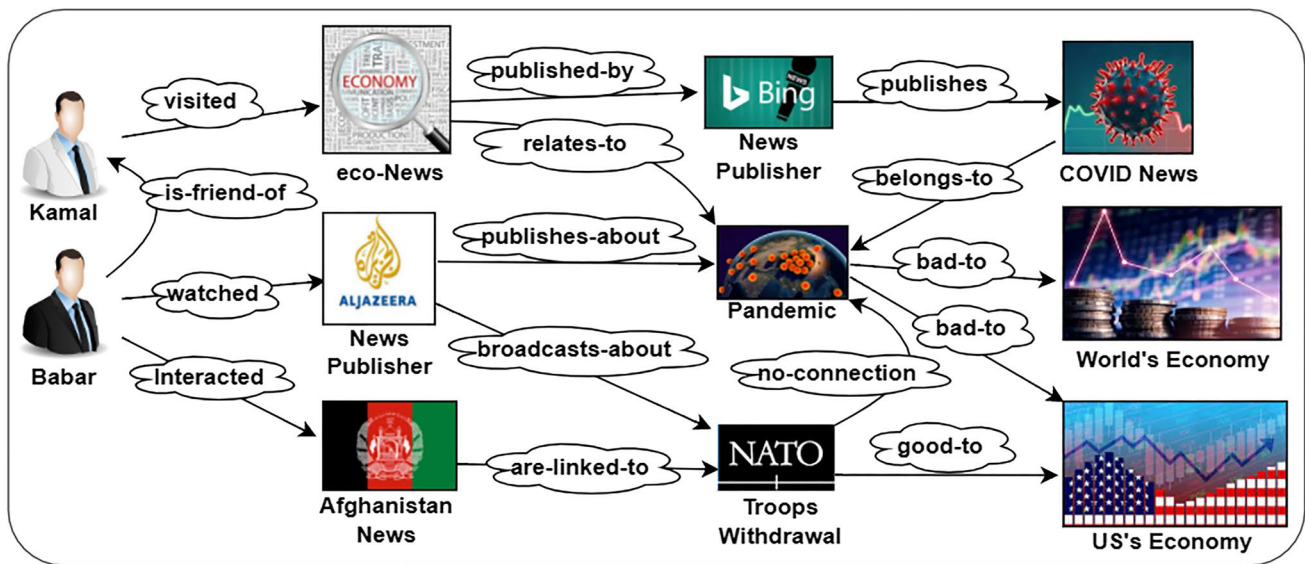 visited
ECONOMY
eco-News
published-by
relates-to
NEWS
Bing
News
Publisher
publishes
COVID News
belongs-to
Kamal
is-friend-of
Babar
watched
Interacted
الجزيرة
ALJAZEERA
News
Publisher
publishes-about
broadcasts-about
Pandemic
bad-to
bad-to
World's Economy
no-connection
Afghanistan
News
are-linked-to
NATO
Troops
Withdrawal
good-to
US's Economy